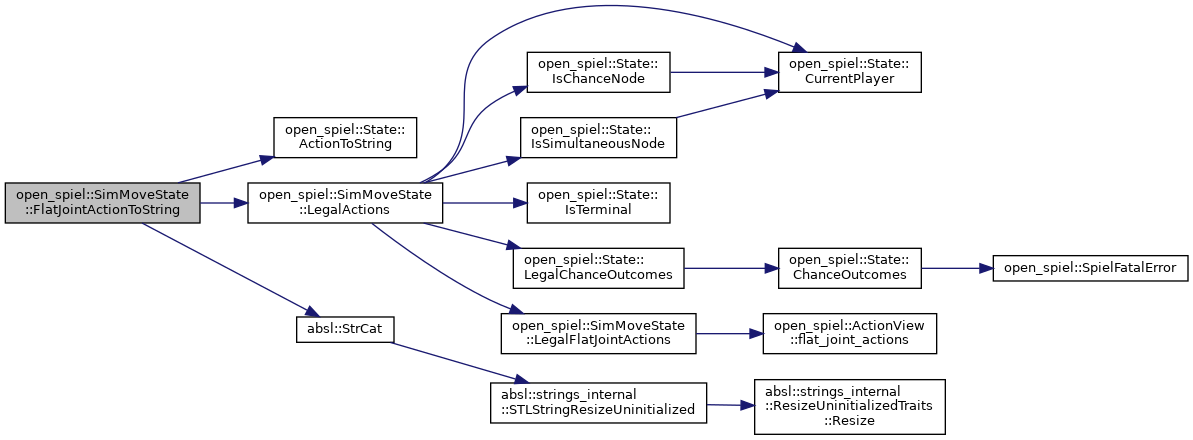 open_spiel::SimMoveState
::FlatJointActionToString
open_spiel::State::
ActionToString
open_spiel::SimMoveState
::LegalActions
absl::StrCat
open_spiel::State::
IsChanceNode
open_spiel::State::
IsSimultaneousNode
open_spiel::State::
IsTerminal
open_spiel::State::
LegalChanceOutcomes
open_spiel::SimMoveState
::LegalFlatJointActions
absl::strings_internal
::STLStringResizeUninitialized
open_spiel::State::
CurrentPlayer
open_spiel::State::
ChanceOutcomes
open_spiel::ActionView
::flat_joint_actions
absl::strings_internal
::ResizeUninitializedTraits
::Resize
open_spiel::SpielFatalError